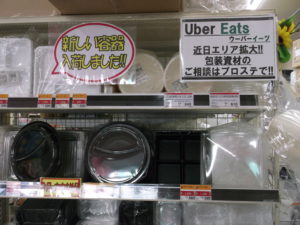 新しい容器
入荷しました!!
Uber Eats
ウーバーイーツ
近日エリア拡大!!
包装資材の
ご相談はプロステで!!